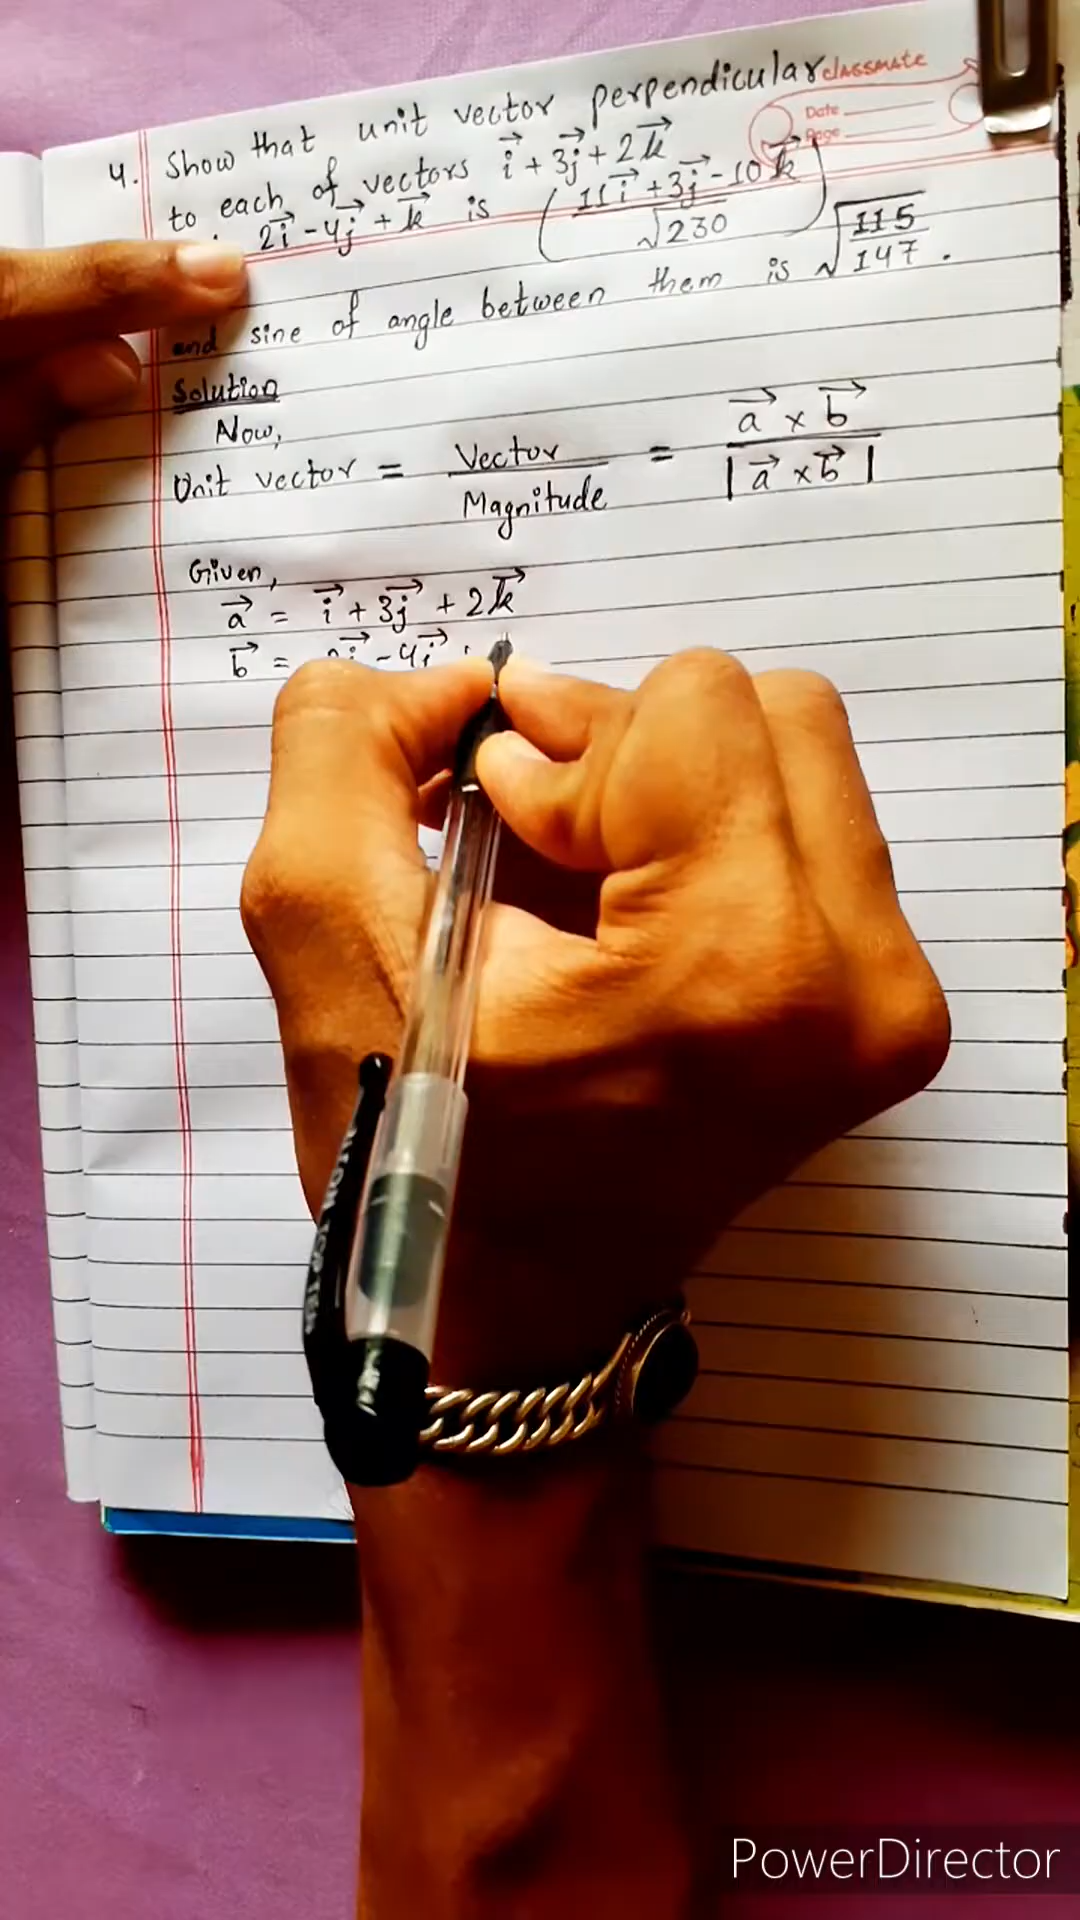 4. Show that unit vector perpendicular
classmate
Date
Page
to each of vectors i⃗ + 3j⃗ + 2k⃗
2i⃗ - 4j⃗ + k⃗ is (11i⃗ + 3j⃗ - 10k⃗ / √230)
and sine of angle between them is √115/147 .
Solution
Now,
Unit vector = Vector / Magnitude = a⃗ × b⃗ / |a⃗ × b⃗|
Given,
a⃗ = i⃗ + 3j⃗ + 2k⃗
b⃗ = 2i⃗ - 4j⃗
PowerDirector